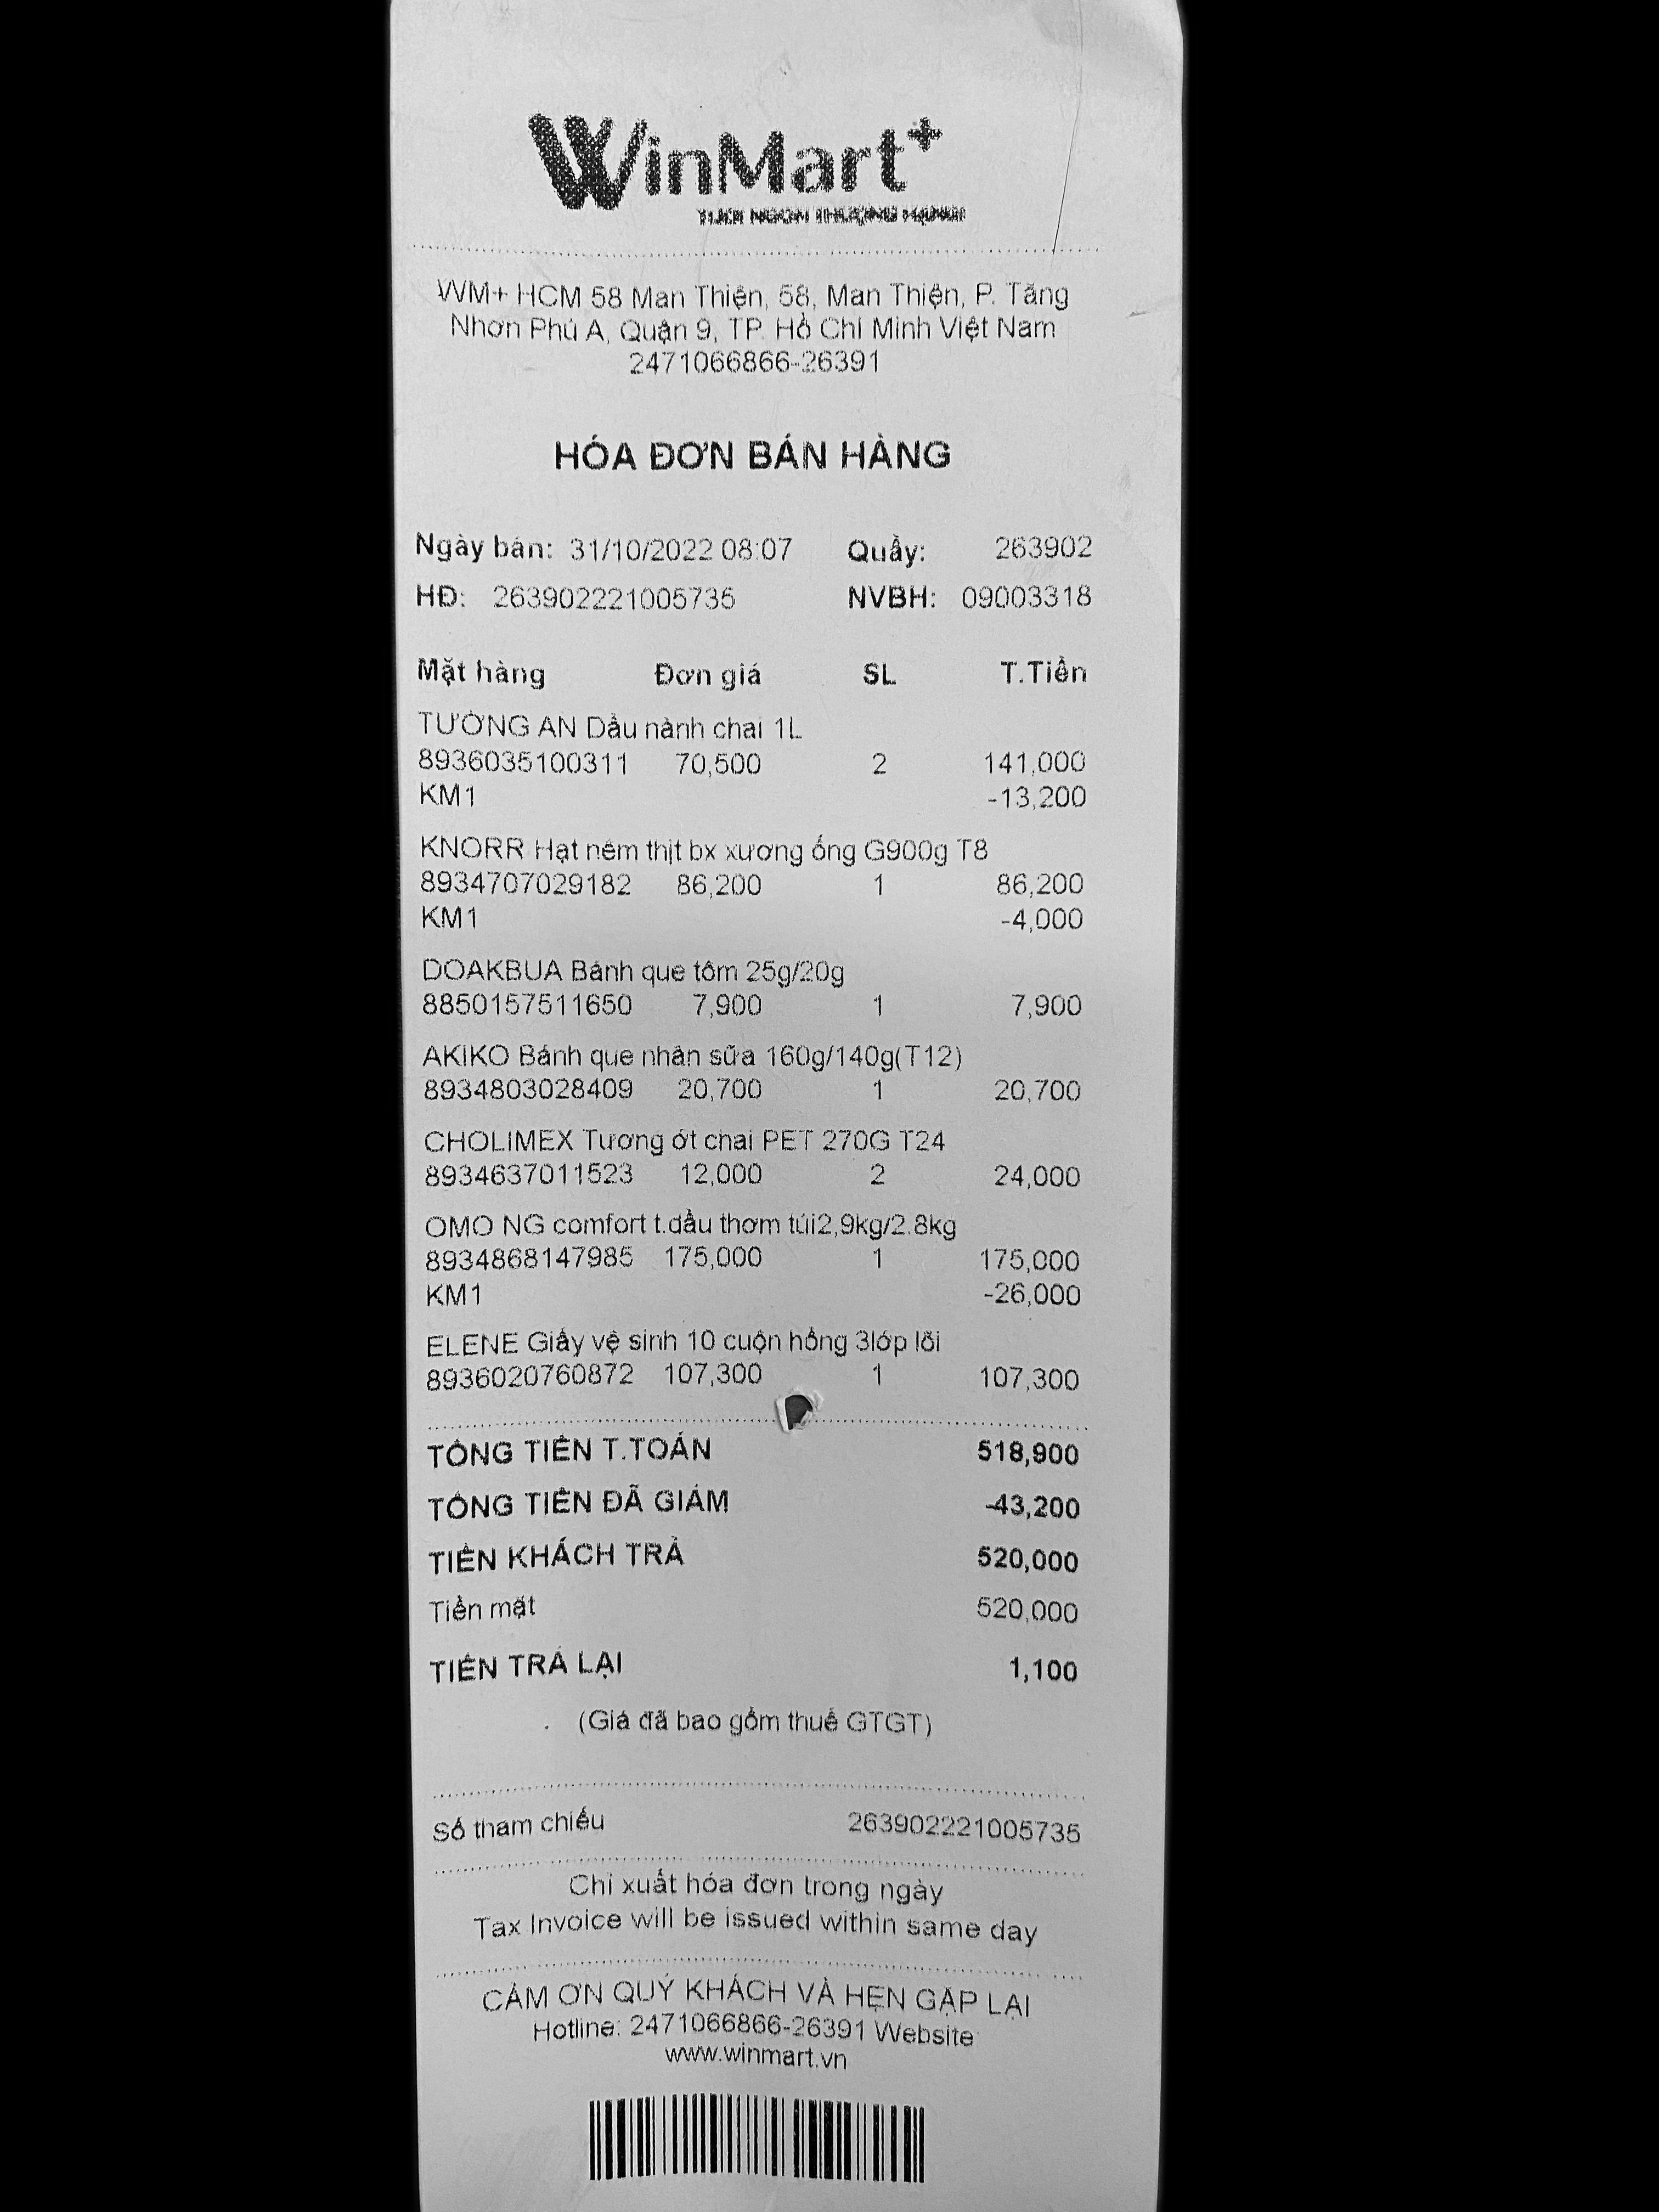 WinMart+
TƯƠI NGON THƯỢNG HẠNG!
WM+ HCM 58 Man Thiện, 58, Man Thiện, P. Tăng
Nhơn Phú A, Quận 9, TP. Hồ Chí Minh Việt Nam
2471066866-26391
HÓA ĐƠN BÁN HÀNG
Ngày bán: 31/10/2022 08:07 Quầy: 263902
HĐ: 263902221005735 NVBH: 09003318
Mặt hàng Đơn giá SL T.Tiền
TƯỜNG AN Dầu nành chai 1L
8936035100311 70,500 2 141,000
KM1 -13,200
KNORR Hạt nêm thịt bx xương ống G900g T8
8934707029182 86,200 1 86,200
KM1 -4,000
DOAKBUA Bánh que tôm 25g/20g
8850157511650 7,900 1 7,900
AKIKO Bánh que nhân sữa 160g/140g(T12)
8934803028409 20,700 1 20,700
CHOLIMEX Tương ớt chai PET 270G T24
8934637011523 12,000 2 24,000
OMO NG comfort t.dầu thơm túi2,9kg/2.8kg
8934868147985 175,000 1 175,000
KM1 -26,000
ELENE Giấy vệ sinh 10 cuộn hồng 3lớp lõi
8936020760872 107,300 1 107,300
TỔNG TIỀN T.TOÁN 518,900
TỔNG TIỀN ĐÃ GIẢM -43,200
TIỀN KHÁCH TRẢ 520,000
Tiền mặt 520,000
TIỀN TRẢ LẠI 1,100
(Giá đã bao gồm thuế GTGT)
Số tham chiếu 263902221005735
Chỉ xuất hóa đơn trong ngày
Tax Invoice will be issued within same day
CẢM ƠN QUÝ KHÁCH VÀ HẸN GẶP LẠI
Hotline: 2471066866-26391 Website:
www.winmart.vn